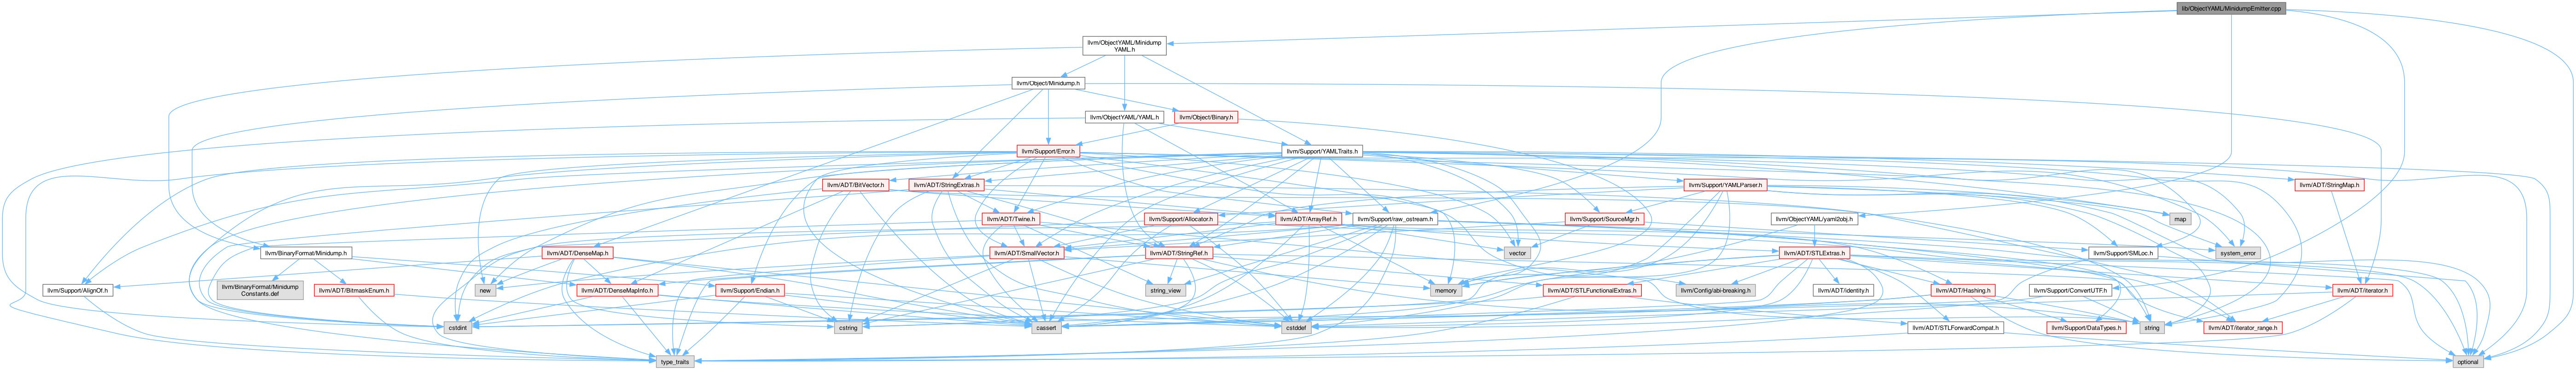 lib/ObjectYAML/MinidumpEmitter.cpp
llvm/ObjectYAML/Minidump
YAML.h
llvm/Object/Minidump.h
llvm/ObjectYAML/YAML.h
llvm/Object/Binary.h
llvm/Support/Error.h
llvm/Support/YAMLTraits.h
llvm/ADT/BitVector.h
llvm/ADT/StringExtras.h
llvm/Support/YAMLParser.h
llvm/ADT/StringMap.h
llvm/ADT/Twine.h
llvm/Support/Allocator.h
llvm/ADT/ArrayRef.h
llvm/Support/raw_ostream.h
llvm/Support/SourceMgr.h
llvm/ObjectYAML/yaml2obj.h
map
llvm/BinaryFormat/Minidump.h
llvm/ADT/DenseMap.h
llvm/ADT/SmallVector.h
llvm/ADT/StringRef.h
vector
llvm/ADT/STLExtras.h
llvm/Support/SMLoc.h
system_error
llvm/Support/AlignOf.h
llvm/BinaryFormat/Minidump
Constants.def
llvm/ADT/BitmaskEnum.h
new
llvm/ADT/DenseMapInfo.h
llvm/Support/Endian.h
string_view
memory
llvm/ADT/STLFunctionalExtras.h
llvm/Config/abi-breaking.h
llvm/ADT/identity.h
llvm/ADT/Hashing.h
llvm/Support/ConvertUTF.h
llvm/ADT/iterator.h
cstdint
cstring
cassert
cstddef
llvm/ADT/STLForwardCompat.h
llvm/Support/DataTypes.h
string
llvm/ADT/iterator_range.h
type_traits
optional